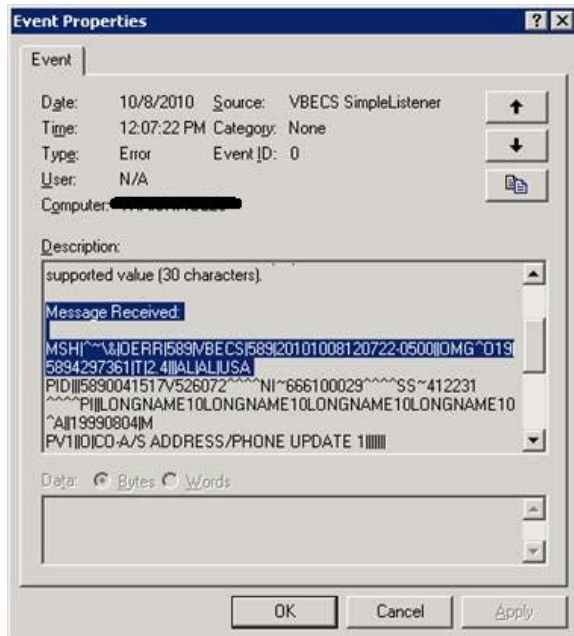 Event Properties
Event
Date: 10/8/2010 Source: VBECS SimpleListener
Time: 12:07:22 PM Category: None
Type: Error Event ID: 0
User: N/A
Computer:
Description:
supported value (30 characters).
Message Received:
MSH|^~\&|OERR|589|VBECS|589|20101008120722-0500||OMG^O19|
5894297361|T|2.4|||AL|AL|USA
PID|||5890041517V526072^^^^NI~666100029^^^^SS~412231
^^^^PI||LONGNAME10LONGNAME10LONGNAME10LONGNAME10
^A||19990804|M
PV1||O|CO-A/S ADDRESS/PHONE UPDATE 1|||||||
Data: Bytes Words
OK Cancel Apply